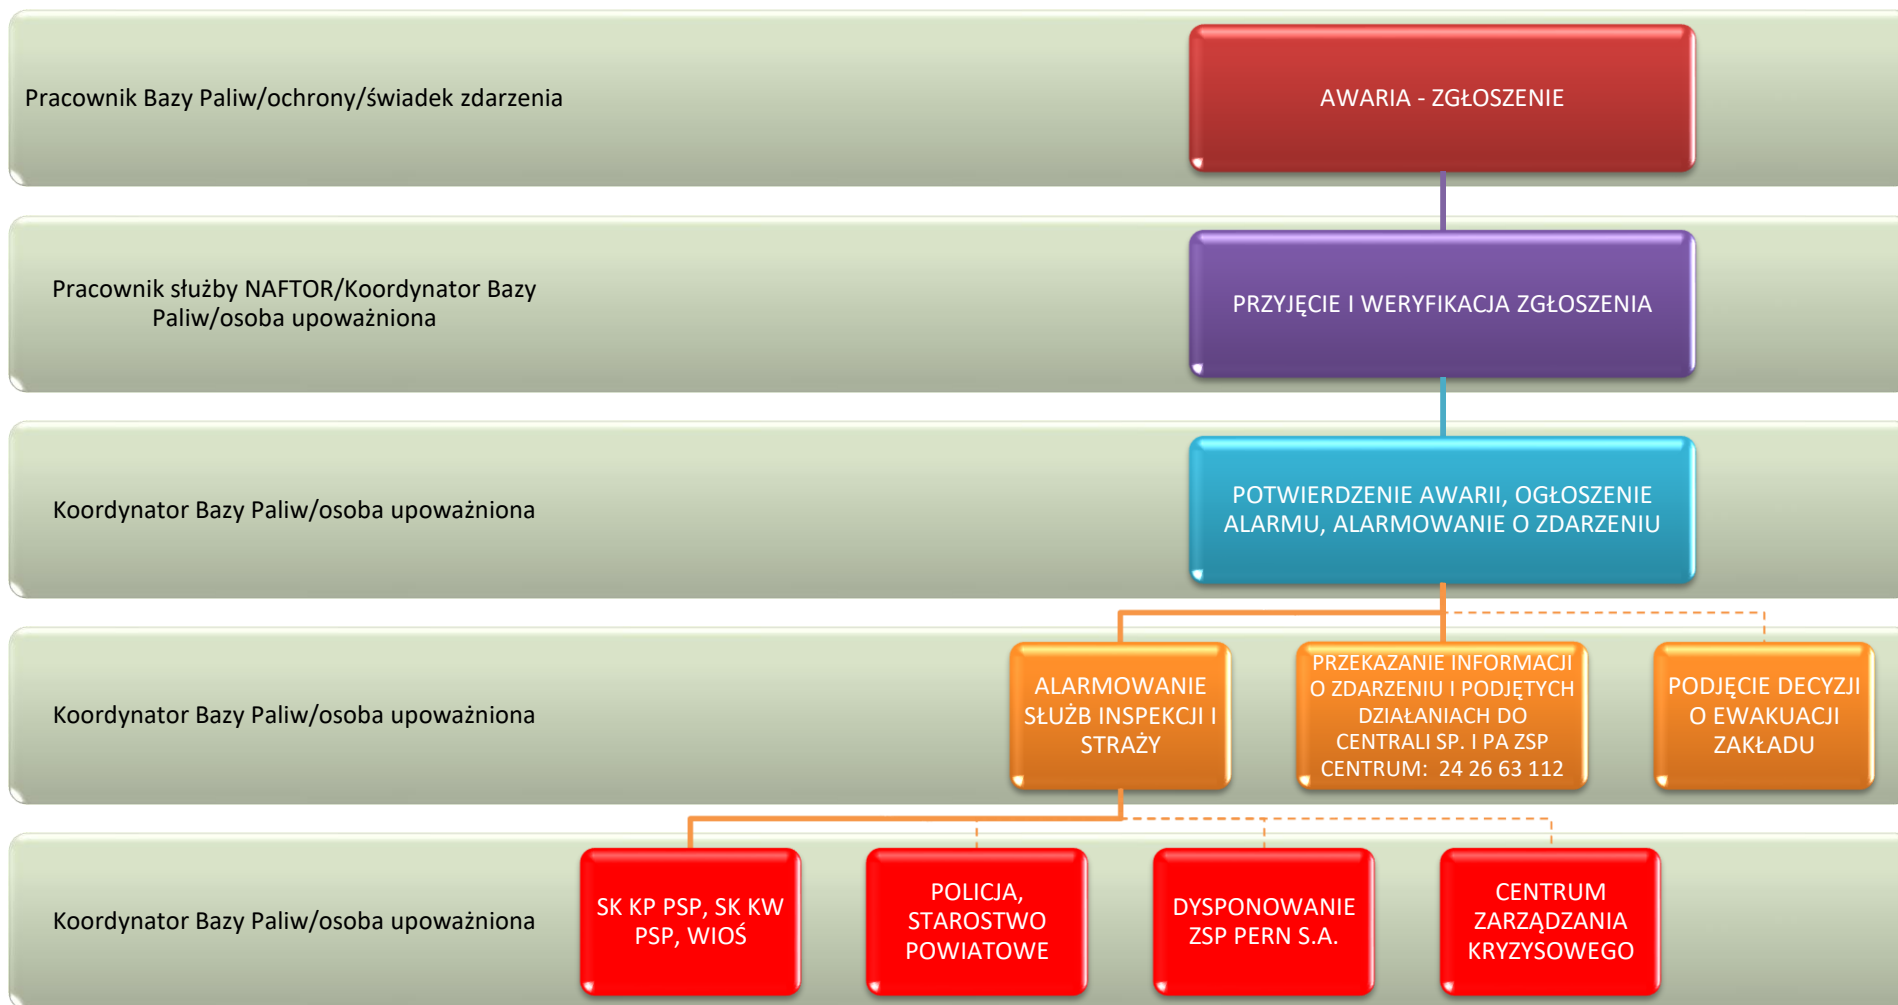 Pracownik Bazy Paliw/ochrony/świadek zdarzenia
AWARIA - ZGŁOSZENIE
Pracownik służby NAFTOR/Koordynator Bazy
Paliw/osoba upoważniona
PRZYJĘCIE I WERYFIKACJA ZGŁOSZENIA
Koordynator Bazy Paliw/osoba upoważniona
POTWIERDZENIE AWARII, OGŁOSZENIE
ALARMU, ALARMOWANIE O ZDARZENIU
Koordynator Bazy Paliw/osoba upoważniona
ALARMOWANIE
SŁUŻB INSPEKCJI I
STRAŻY
PRZEKAZANIE INFORMACJI
O ZDARZENIU I PODJĘTYCH
DZIAŁANIACH DO
CENTRALI SP. I PA ZSP
CENTRUM: 24 26 63 112
PODJĘCIE DECYZJI
O EWAKUACJI
ZAKŁADU
Koordynator Bazy Paliw/osoba upoważniona
SK KP PSP, SK KW
PSP, WIOŚ
POLICJA,
STAROSTWO
POWIATOWE
DYSPONOWANIE
ZSP PERN S.A.
CENTRUM
ZARZĄDZANIA
KRYZYSOWEGO